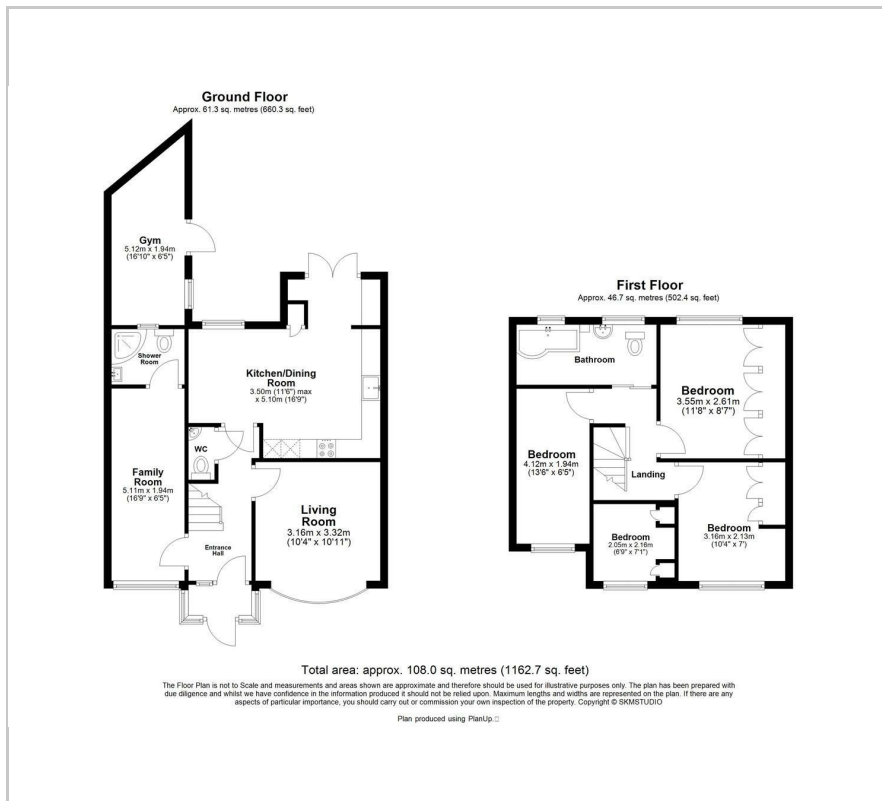 Ground Floor
Approx. 61.3 sq. metres (660.3 sq. feet)
Gym
5.12m x 1.94m
(16'10" x 6'5")
Shower
Room
Kitchen/Dining
Room
3.50m (11'6") max
x 5.10m (16'9")
WC
Family
Room
5.11m x 1.94m
(16'9" x 6'5")
Living
Room
3.16m x 3.32m
(10'4" x 10'11")
Entrance
Hall
First Floor
Approx. 46.7 sq. metres (502.4 sq. feet)
Bathroom
Bedroom
3.55m x 2.61m
(11'8" x 8'7")
Bedroom
4.12m x 1.94m
(13'6" x 6'5")
Landing
Bedroom
2.05m x 2.16m
(6'9" x 7'1")
Bedroom
3.16m x 2.13m
(10'4" x 7')
Total area: approx. 108.0 sq. metres (1162.7 sq. feet)
The Floor Plan is not to Scale and measurements and areas shown are approximate and therefore should be used for illustrative purposes only. The plan has been prepared with
due diligence and whilst we have confidence in the information produced it should not be relied upon. Maximum lengths and widths are represented on the plan. If there are any
aspects of particular importance, you should carry out or commission your own inspection of the property. Copyright © SKMSTUDIO
Plan produced using PlanUp.